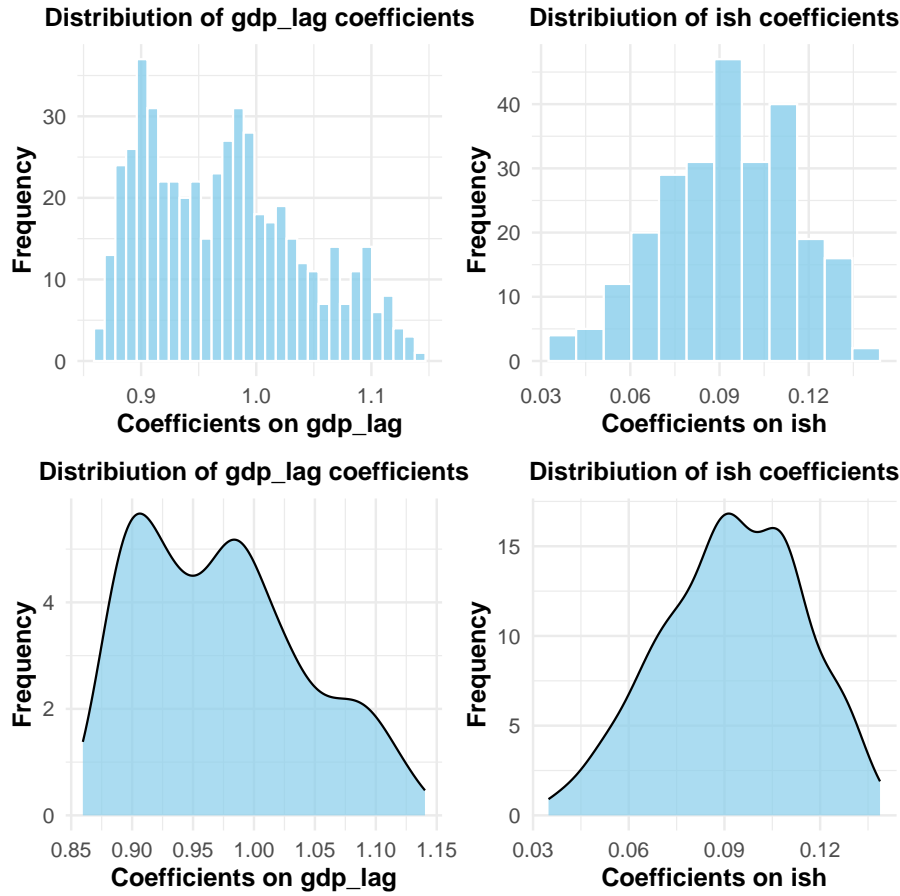 Distribiution of gdp_lag coefficients
30
20
10
0
Frequency
0.9 1.0 1.1
Coefficients on gdp_lag
Distribiution of ish coefficients
40
30
20
10
0
Frequency
0.03 0.06 0.09 0.12
Coefficients on ish
Distribiution of gdp_lag coefficients
4
2
0
Frequency
0.85 0.90 0.95 1.00 1.05 1.10 1.15
Coefficients on gdp_lag
Distribiution of ish coefficients
15
10
5
0
Frequency
0.03 0.06 0.09 0.12
Coefficients on ish